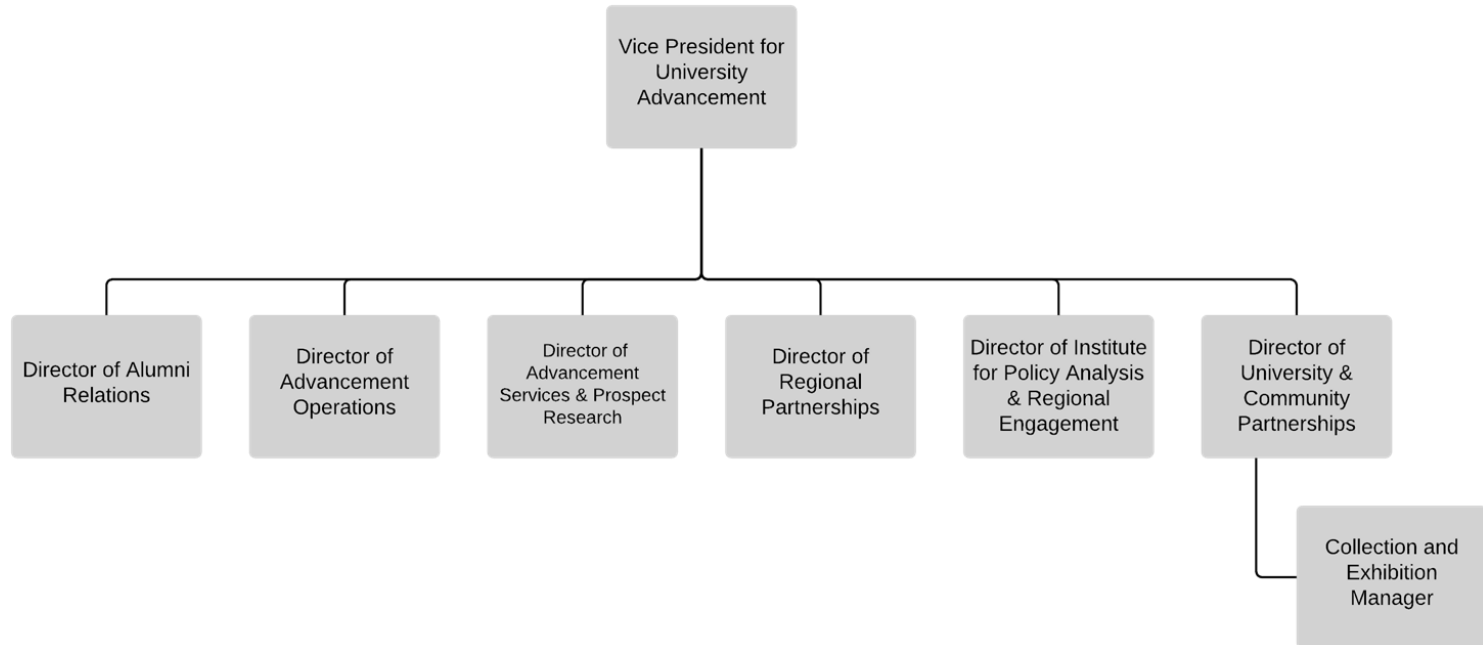 Vice President for
University
Advancement
Director of Alumni
Relations
Director of
Advancement
Operations
Director of
Advancement
Services & Prospect
Research
Director of
Regional
Partnerships
Director of Institute
for Policy Analysis
& Regional
Engagement
Director of
University &
Community
Partnerships
Collection and
Exhibition
Manager